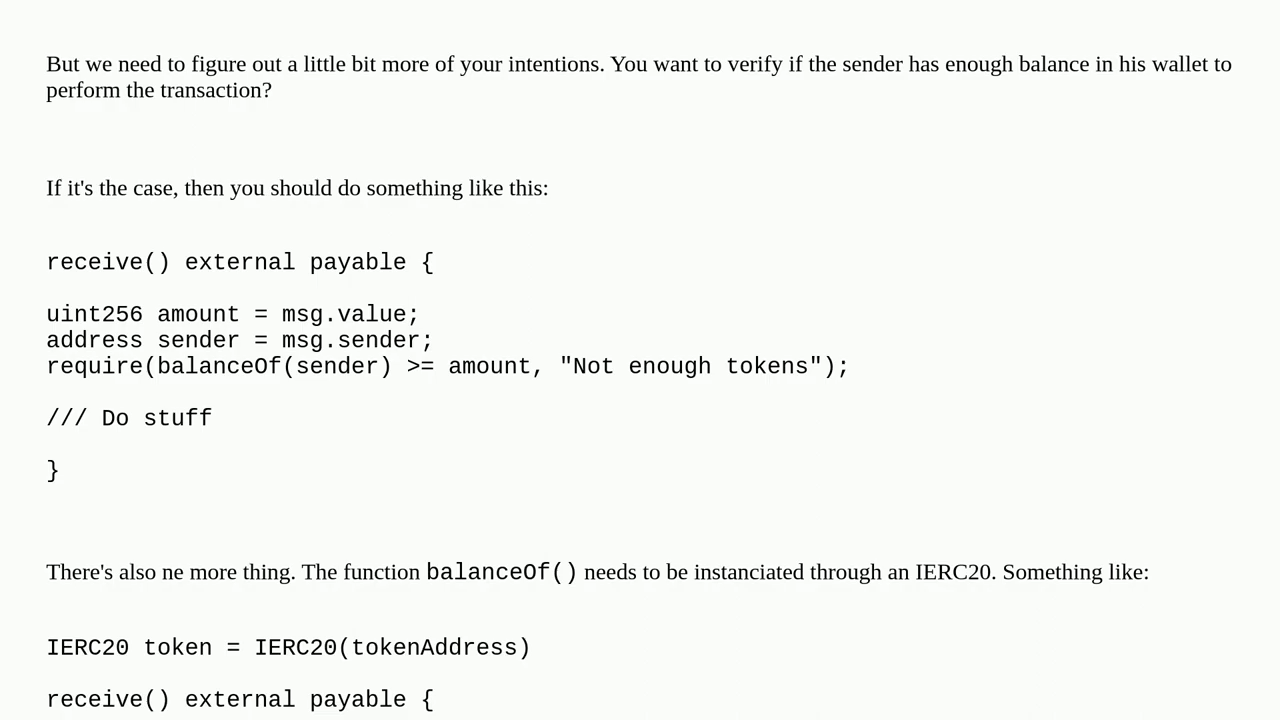 But we need to figure out a little bit more of your intentions. You want to verify if the sender has enough balance in his wallet to
perform the transaction?
If it's the case, then you should do something like this:
receive() external payable {
uint256 amount = msg.value;
address sender = msg.sender;
require(balanceOf(sender) >= amount, "Not enough tokens");
/// Do stuff
}
There's also ne more thing. The function balanceOf() needs to be instanciated through an IERC20. Something like:
IERC20 token = IERC20(tokenAddress)
receive() external payable {